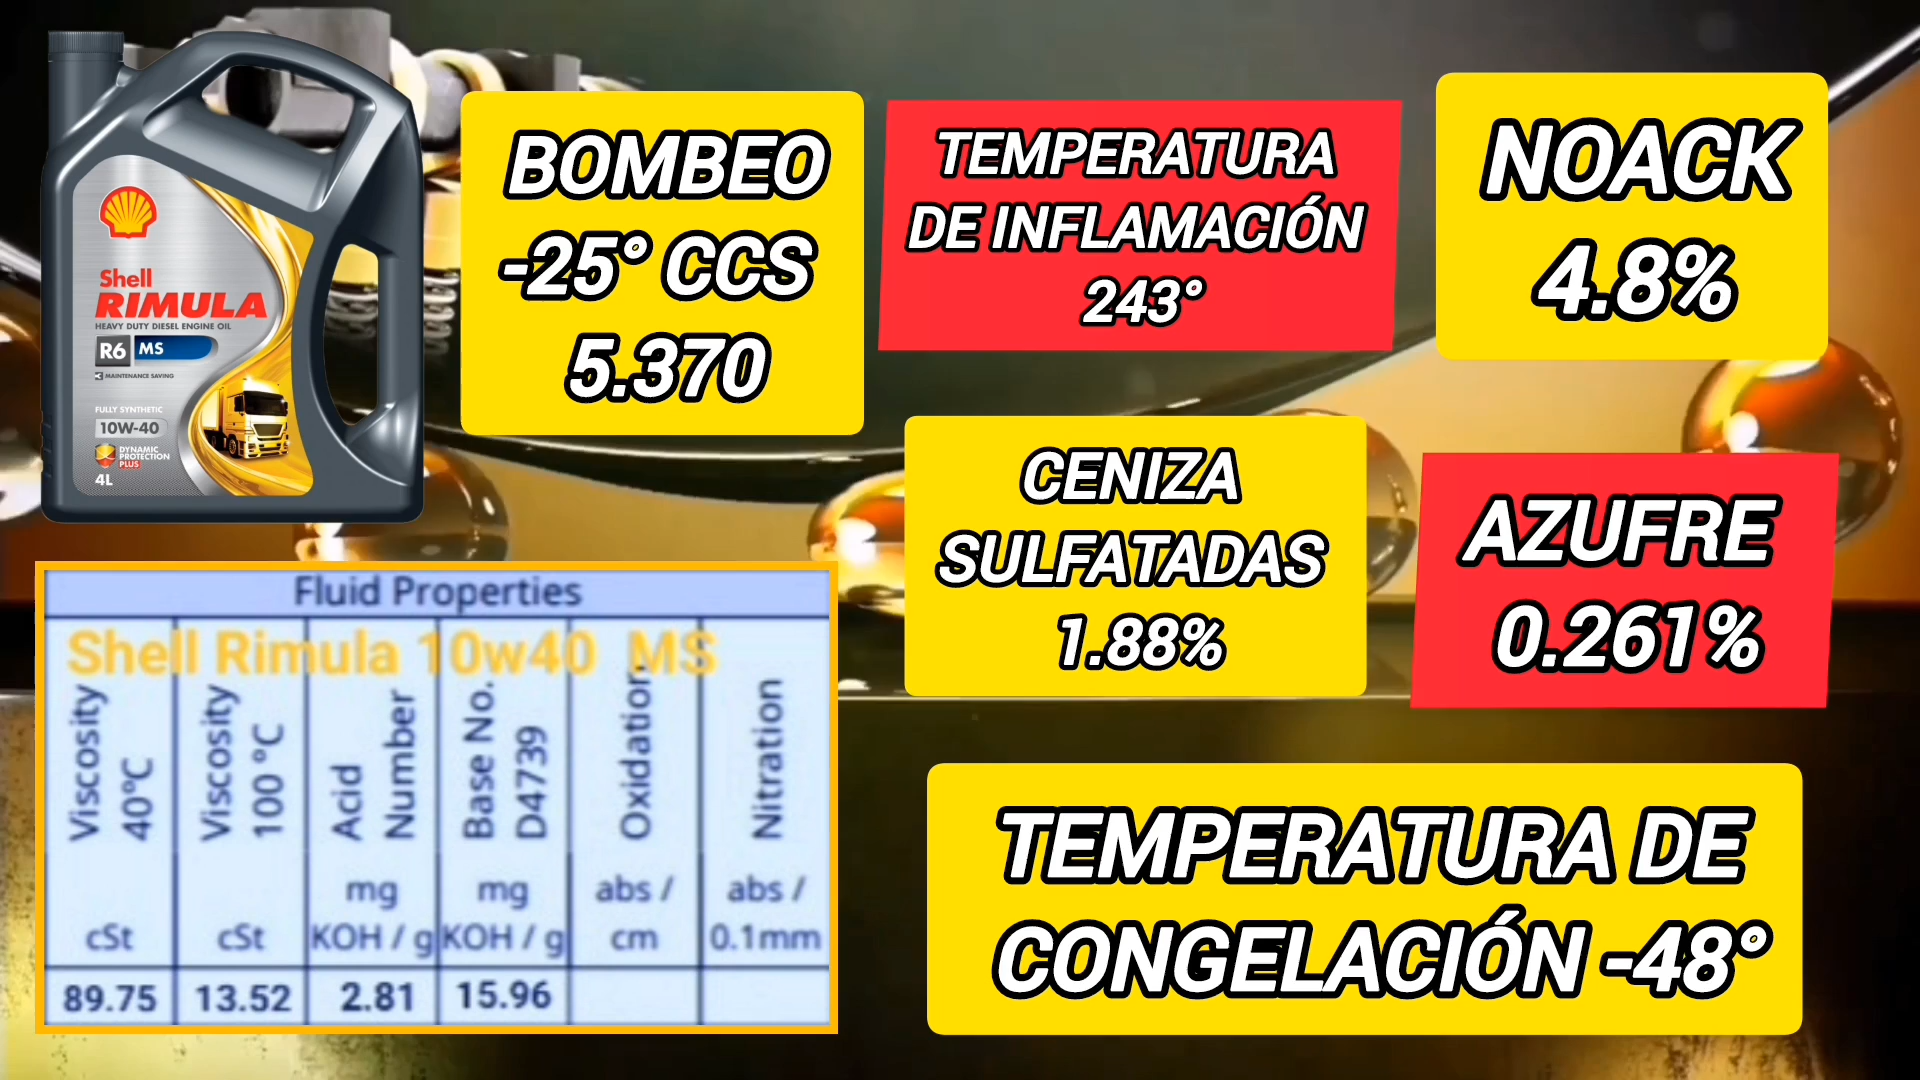 Shell
RIMULA
HEAVY DUTY DIESEL ENGINE OIL
R6 MS
MAINTENANCE SAVING
FULLY SYNTHETIC
10W-40
DYNAMIC
PROTECTION
PLUS
4L
BOMBEO
-25° CCS
5.370
TEMPERATURA
DE INFLAMACIÓN
243°
NOACK
4.8%
CENIZA
SULFATADAS
1.88%
AZUFRE
0.261%
TEMPERATURA DE
CONGELACIÓN -48°
Fluid Properties
Shell Rimula 10w40 MS
Viscosity
40°C
Viscosity
100 °C
Acid
Number
Base No.
D4739
Oxidation
Nitration
mg mg abs / abs /
cSt cSt KOH / g KOH / g cm 0.1mm
89.75 13.52 2.81 15.96